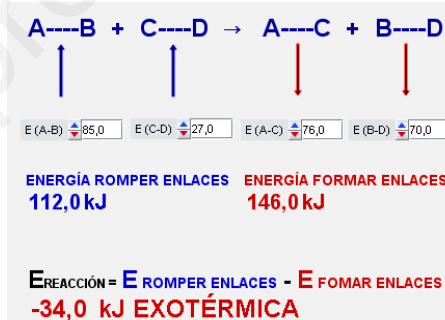 A----B + C----D → A----C + B----D
E (A-B) 85,0 E (C-D) 27,0 E (A-C) 76,0 E (B-D) 70,0
ENERGÍA ROMPER ENLACES ENERGÍA FORMAR ENLACES
112,0 kJ 146,0 kJ
EREACCIÓN = E ROMPER ENLACES - E FOMAR ENLACES
-34,0 kJ EXOTÉRMICA